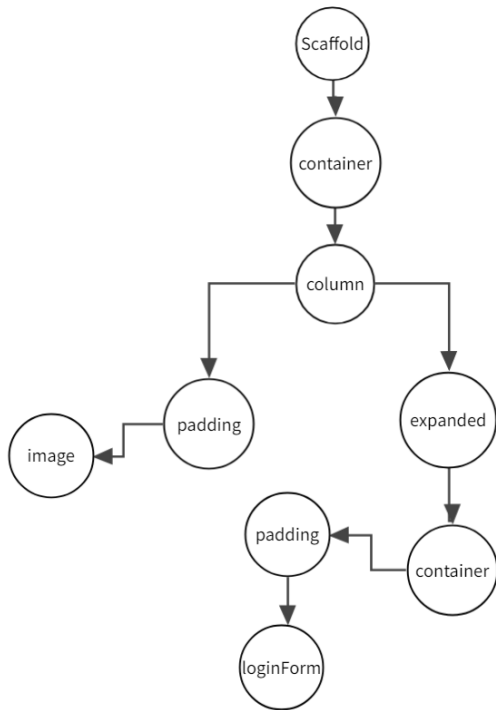 Scaffold
container
column
padding
expanded
image
padding
container
loginForm